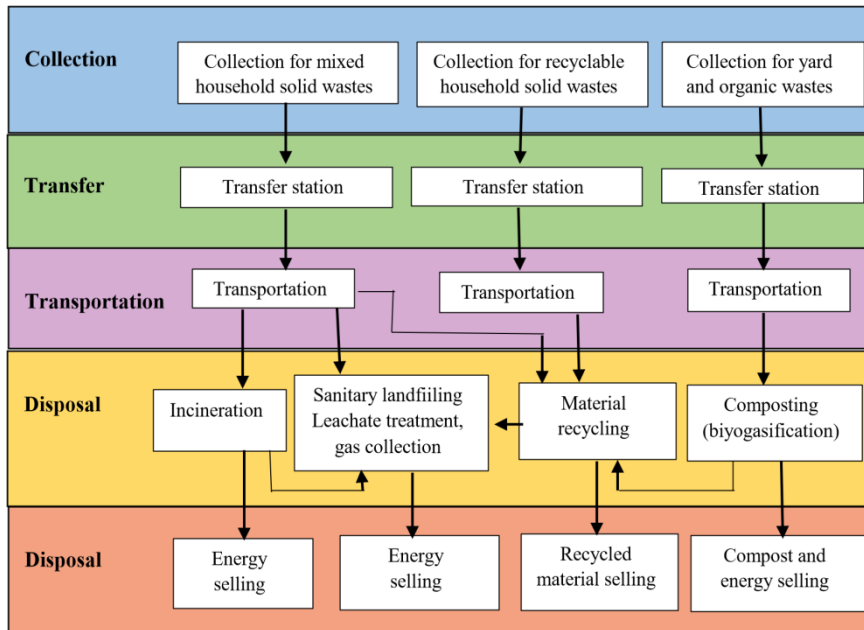 Collection
Collection for mixed
household solid wastes
Collection for recyclable
household solid wastes
Collection for yard
and organic wastes
Transfer
Transfer station
Transfer station
Transfer station
Transportation
Transportation
Transportation
Transportation
Disposal
Incineration
Sanitary landfiiling
Leachate treatment,
gas collection
Material
recycling
Composting
(biyogasification)
Disposal
Energy
selling
Energy
selling
Recycled
material selling
Compost and
energy selling